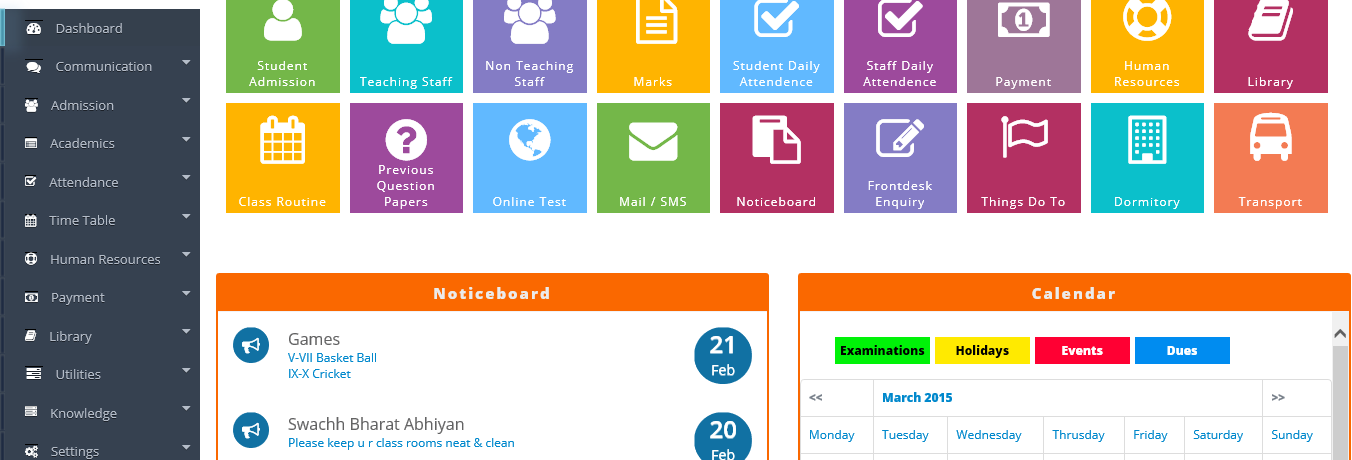 Dashboard
Communication
Admission
Academics
Attendance
Time Table
Human Resources
Payment
Library
Utilities
Knowledge
Settings
Student
Admission
Teaching Staff
Non Teaching
Staff
Marks
Student Daily
Attendence
Staff Daily
Attendence
Payment
Human
Resources
Library
Class Routine
Previous
Question
Papers
Online Test
Mail / SMS
Noticeboard
Frontdesk
Enquiry
Things Do To
Dormitory
Transport
Noticeboard
Games
V-VII Basket Ball
IX-X Cricket
21
Feb
Swachh Bharat Abhiyan
Please keep u r class rooms neat & clean
20
Feb
Calendar
Examinations Holidays Events Dues
<< March 2015 >>
Monday Tuesday Wednesday Thrusday Friday Saturday Sunday